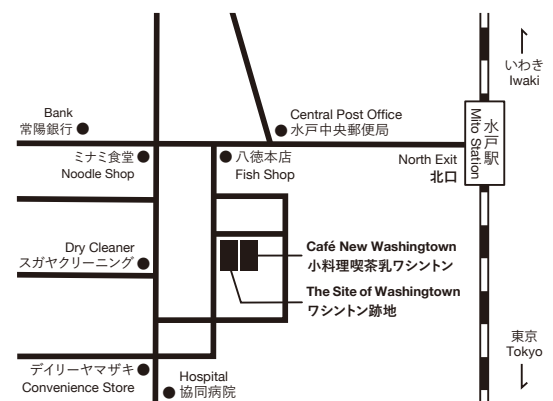 いわき
Iwaki
Bank
常陽銀行
Central Post Office
水戸中央郵便局
水戸駅
Mito Station
ミナミ食堂
Noodle Shop
八徳本店
Fish Shop
North Exit
北口
Café New Washingtown
小料理喫茶乳ワシントン
Dry Cleaner
スガヤクリーニング
The Site of Washingtown
ワシントン跡地
東京
Tokyo
デイリーヤマザキ
Convenience Store
Hospital
協同病院